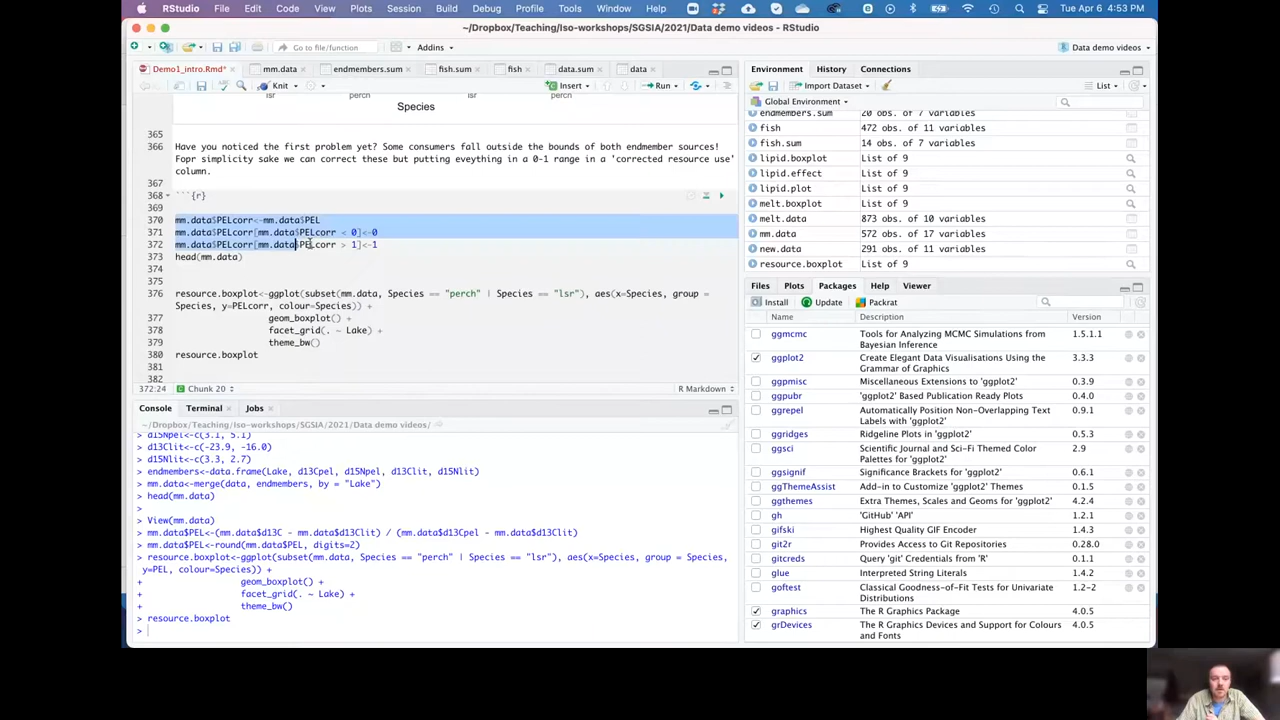 RStudio File Edit Code View Plots Session Build Debug Profile Tools Window Help Tue Apr 6 4:53 PM
~/Dropbox/Teaching/Iso-workshops/SGSIA/2021/Data demo videos - RStudio
Go to file/function Addins Data demo videos
Demo1_intro.Rmd* mm.data endmembers.sum fish.sum fish data.sum data
Knit Insert Run
lsr perch lsr perch
Species
365
366 Have you noticed the first problem yet? Some consumers fall outside the bounds of both endmember sources!
Fopr simplicity sake we can correct these but putting eveything in a 0-1 range in a 'corrected resource use'
column.
367
368 ```{r}
369
370 mm.data$PELcorr<-mm.data$PEL
371 mm.data$PELcorr[mm.data$PELcorr < 0]<-0
372 mm.data$PELcorr[mm.data$PELcorr > 1]<-1
373 head(mm.data)
374
375
376 resource.boxplot<-ggplot(subset(mm.data, Species == "perch" | Species == "lsr"), aes(x=Species, group =
Species, y=PELcorr, colour=Species)) +
377 geom_boxplot() +
378 facet_grid(. ~ Lake) +
379 theme_bw()
380 resource.boxplot
381
382
372:24 Chunk 20 R Markdown
Console Terminal Jobs
~/Dropbox/Teaching/Iso-workshops/SGSIA/2021/Data demo videos/
> d15Npel<-c(3.1, 5.1)
> d13Clit<-c(-23.9, -16.0)
> d15Nlit<-c(3.3, 2.7)
> endmembers<-data.frame(Lake, d13Cpel, d15Npel, d13Clit, d15Nlit)
> mm.data<-merge(data, endmembers, by = "Lake")
> head(mm.data)
>
> View(mm.data)
> mm.data$PEL<-(mm.data$d13C - mm.data$d13Clit) / (mm.data$d13Cpel - mm.data$d13Clit)
> mm.data$PEL<-round(mm.data$PEL, digits=2)
> resource.boxplot<-ggplot(subset(mm.data, Species == "perch" | Species == "lsr"), aes(x=Species, group = Species,
y=PEL, colour=Species)) +
+ geom_boxplot() +
+ facet_grid(. ~ Lake) +
+ theme_bw()
> resource.boxplot
>
Environment History Connections
Import Dataset List
Global Environment
endmembers.sum 20 obs. of 7 variables
fish 472 obs. of 11 variables
fish.sum 14 obs. of 7 variables
lipid.boxplot List of 9
lipid.effect List of 9
lipid.plot List of 9
melt.boxplot List of 9
melt.data 873 obs. of 10 variables
mm.data 572 obs. of 17 variables
new.data 291 obs. of 11 variables
resource.boxplot List of 9
Files Plots Packages Help Viewer
Install Update Packrat
Name Description Version
ggmcmc Tools for Analyzing MCMC Simulations from 1.5.1.1
Bayesian Inference
ggplot2 Create Elegant Data Visualisations Using the 3.3.3
Grammar of Graphics
ggpmisc Miscellaneous Extensions to 'ggplot2' 0.3.9
ggpubr 'ggplot2' Based Publication Ready Plots 0.4.0
ggrepel Automatically Position Non-Overlapping Text 0.9.1
Labels with 'ggplot2'
ggridges Ridgeline Plots in 'ggplot2' 0.5.3
ggsci Scientific Journal and Sci-Fi Themed Color 2.9
Palettes for 'ggplot2'
ggsignif Significance Brackets for 'ggplot2' 0.6.1
ggThemeAssist Add-in to Customize 'ggplot2' Themes 0.1.5
ggthemes Extra Themes, Scales and Geoms for 'ggplot2' 4.2.4
gh 'GitHub' 'API' 1.2.1
gifski Highest Quality GIF Encoder 1.4.3
git2r Provides Access to Git Repositories 0.28.0
gitcreds Query 'git' Credentials from 'R' 0.1.1
glue Interpreted String Literals 1.4.2
goftest Classical Goodness-of-Fit Tests for Univariate 1.2-2
Distributions
graphics The R Graphics Package 4.0.5
grDevices The R Graphics Devices and Support for Colours 4.0.5
and Fonts